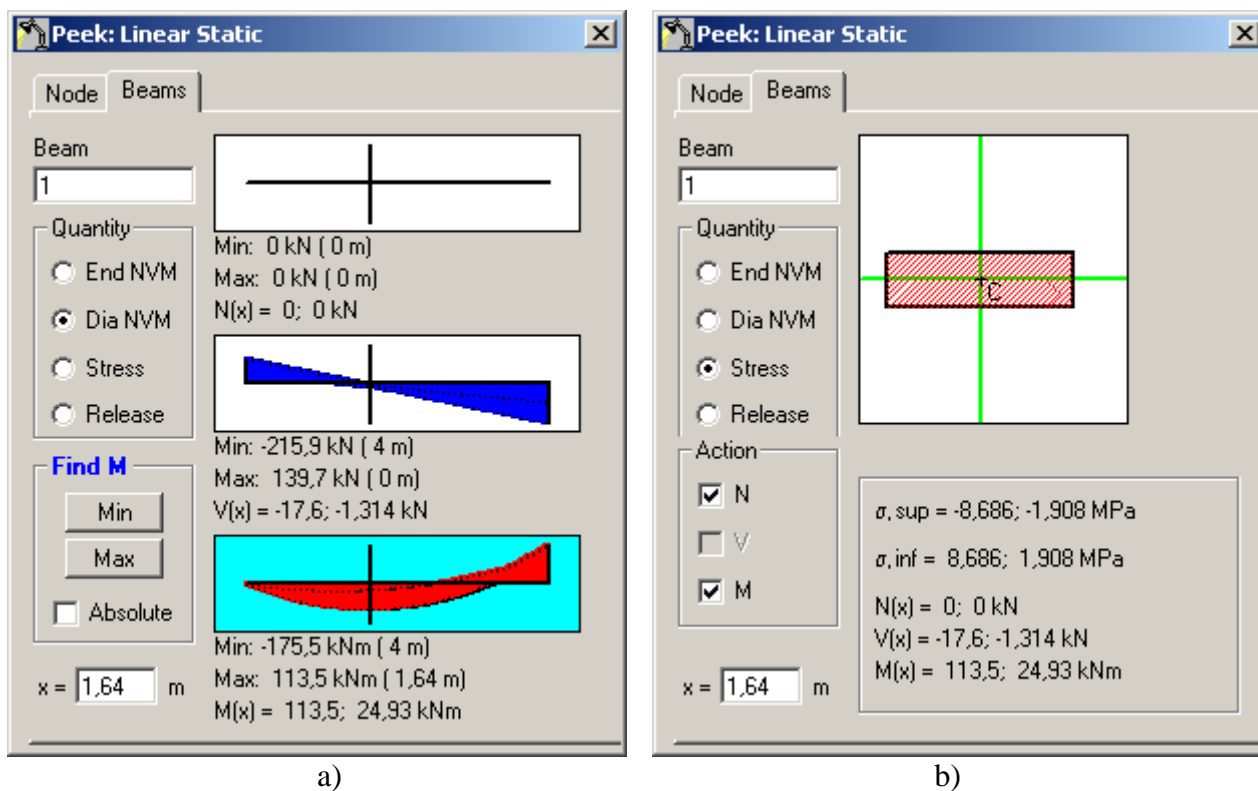 Peek: Linear Static
Node Beams
Beam
1
Quantity
End NVM
Dia NVM
Stress
Release
Find M
Min
Max
Absolute
x = 1,64 m
Min: 0 kN ( 0 m)
Max: 0 kN ( 0 m)
N(x) = 0; 0 kN
Min: -215,9 kN ( 4 m)
Max: 139,7 kN ( 0 m)
V(x) = -17,6; -1,314 kN
Min: -175,5 kNm ( 4 m)
Max: 113,5 kNm ( 1,64 m)
M(x) = 113,5; 24,93 kNm
a)
Peek: Linear Static
Node Beams
Beam
1
Quantity
End NVM
Dia NVM
Stress
Release
Action
N
V
M
x = 1,64 m
C
σ, sup = -8,686; -1,908 MPa
σ, inf = 8,686; 1,908 MPa
N(x) = 0; 0 kN
V(x) = -17,6; -1,314 kN
M(x) = 113,5; 24,93 kNm
b)